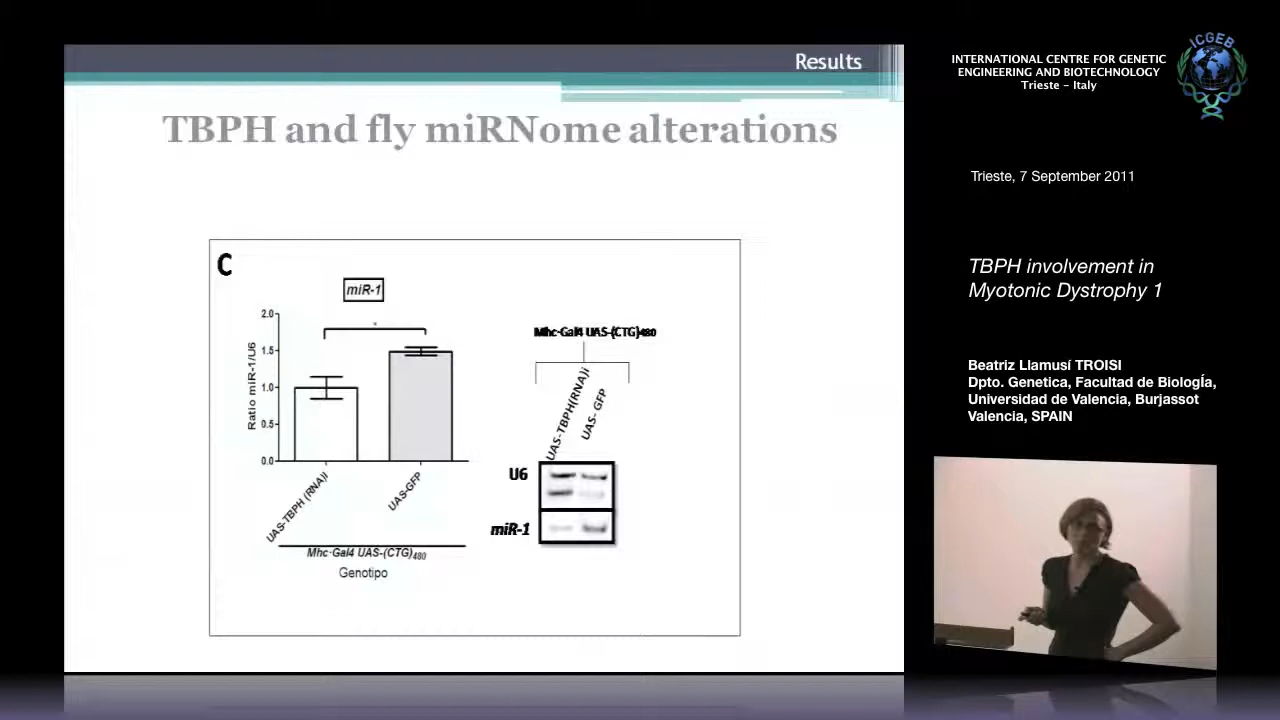 Results
TBPH and fly miRNome alterations
C
miR-1
2.0
1.5
1.0
0.5
0.0
Ratio miR-1/U6
*
UAS-TBPH (RNA)i
UAS-GFP
Mhc-Gal4 UAS-(CTG)480
Genotipo
Mhc-Gal4 UAS-(CTG)480
UAS-TBPH(RNA)i
UAS- GFP
U6
miR-1
INTERNATIONAL CENTRE FOR GENETIC
ENGINEERING AND BIOTECHNOLOGY
Trieste - Italy
ICGEB
Trieste, 7 September 2011
TBPH involvement in
Myotonic Dystrophy 1
Beatriz Llamusí TROISI
Dpto. Genetica, Facultad de BiologÍa,
Universidad de Valencia, Burjassot
Valencia, SPAIN